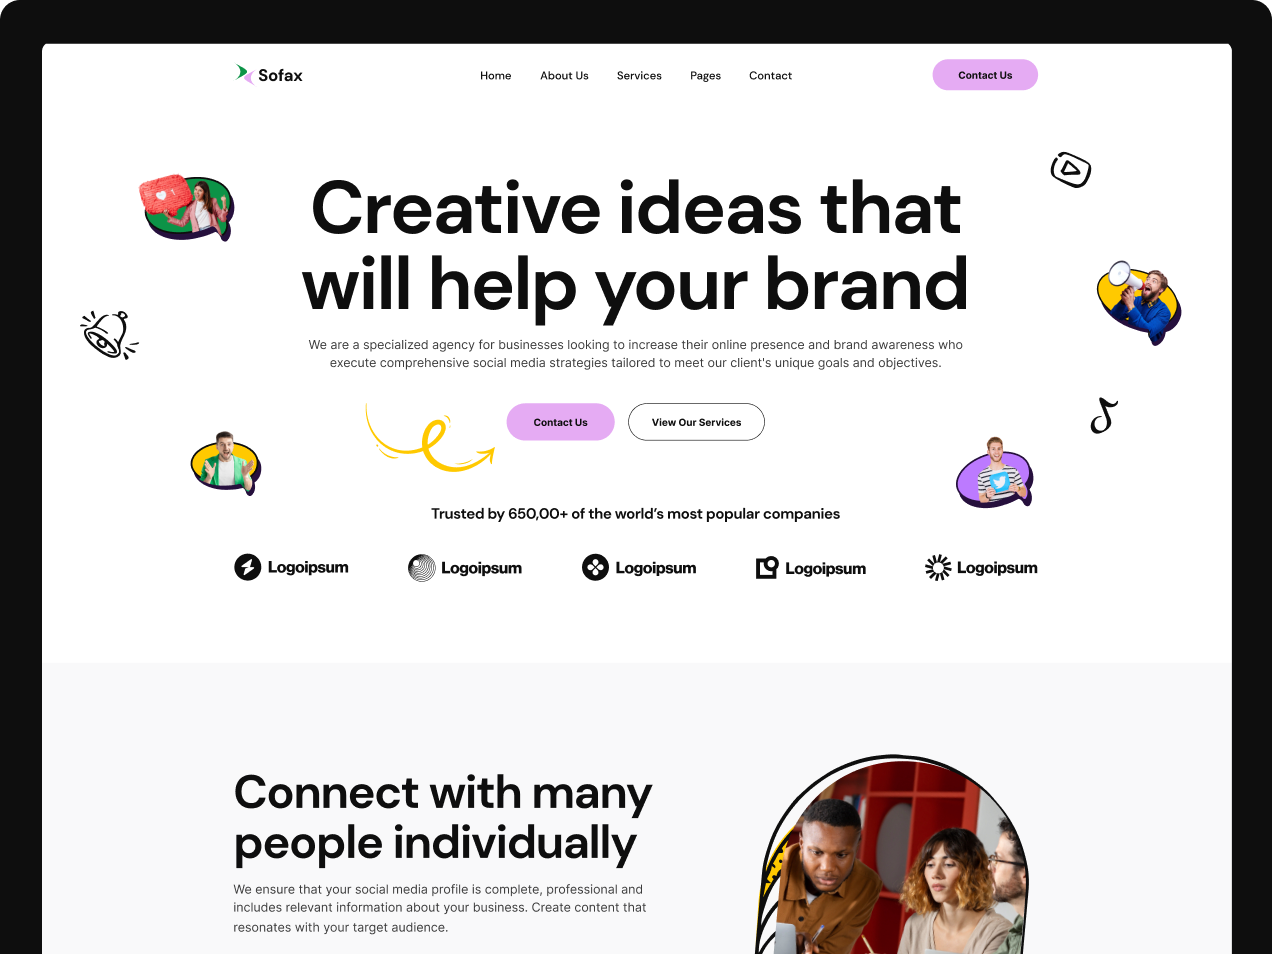 Sofax
Home About Us Services Pages Contact
Contact Us
Creative ideas that
will help your brand
We are a specialized agency for businesses looking to increase their online presence and brand awareness who
execute comprehensive social media strategies tailored to meet our client's unique goals and objectives.
Contact Us
View Our Services
Trusted by 650,00+ of the world’s most popular companies
Logoipsum
Logoipsum
Logoipsum
Logoipsum
Logoipsum
Connect with many
people individually
We ensure that your social media profile is complete, professional and
includes relevant information about your business. Create content that
resonates with your target audience.